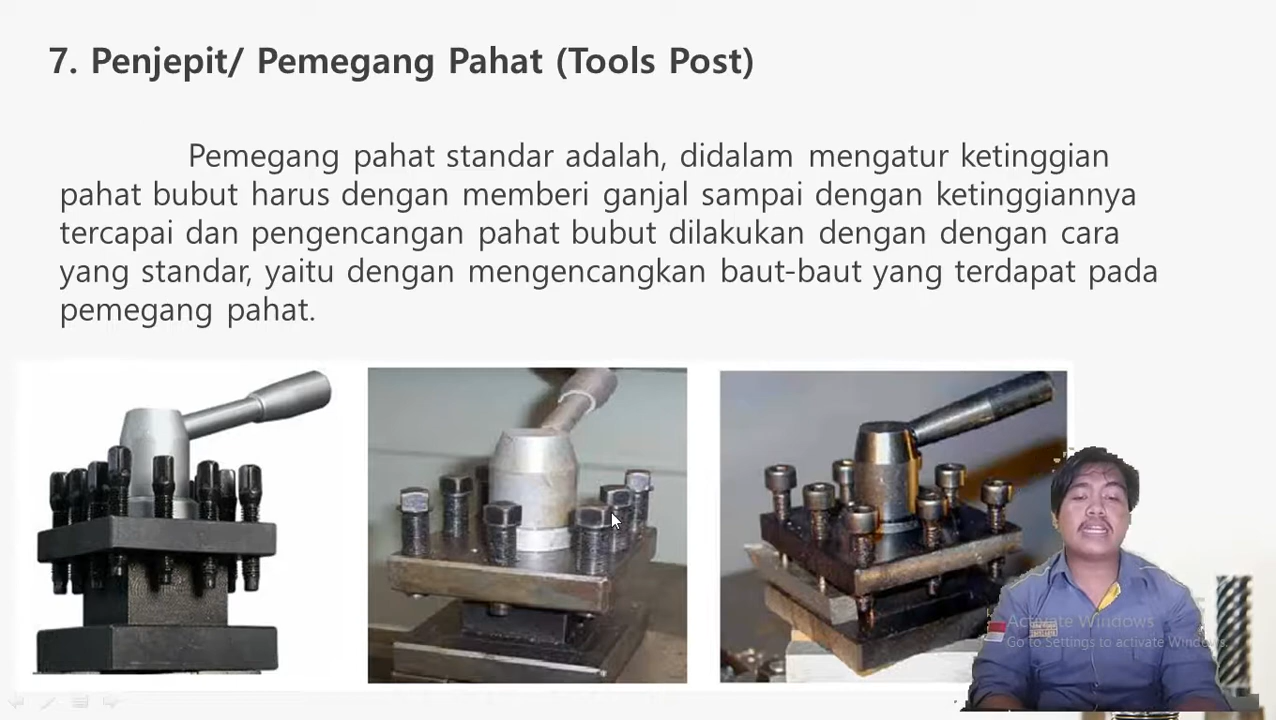 7. Penjepit/ Pemegang Pahat (Tools Post)
Pemegang pahat standar adalah, didalam mengatur ketinggian
pahat bubut harus dengan memberi ganjal sampai dengan ketinggiannya
tercapai dan pengencangan pahat bubut dilakukan dengan dengan cara
yang standar, yaitu dengan mengencangkan baut-baut yang terdapat pada
pemegang pahat.
Activate Windows
Go to Settings to activate Windows.